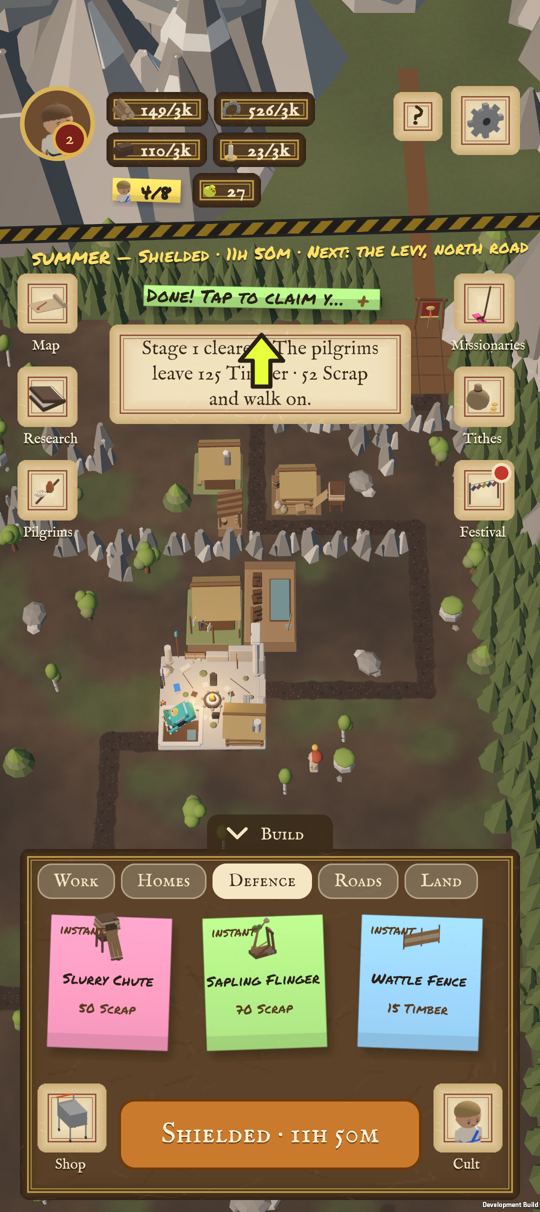 149/3k
526/3k
?
2
110/3k
23/3k
4/8
27
Summer — Shielded · 11h 50m · Next: the levy, north road
Done! Tap to claim y...
Map
Missionaries
Stage 1 cleare The pilgrims
leave 125 Timber · 52 Scrap
and walk on.
Research
Tithes
Pilgrims
Festival
Build
Work
Homes
Defence
Roads
Land
Instant
Slurry Chute
50 Scrap
Instant
Sapling Flinger
70 Scrap
Instant
Wattle Fence
15 Timber
Shop
Shielded · 11h 50m
Cult
Development Build